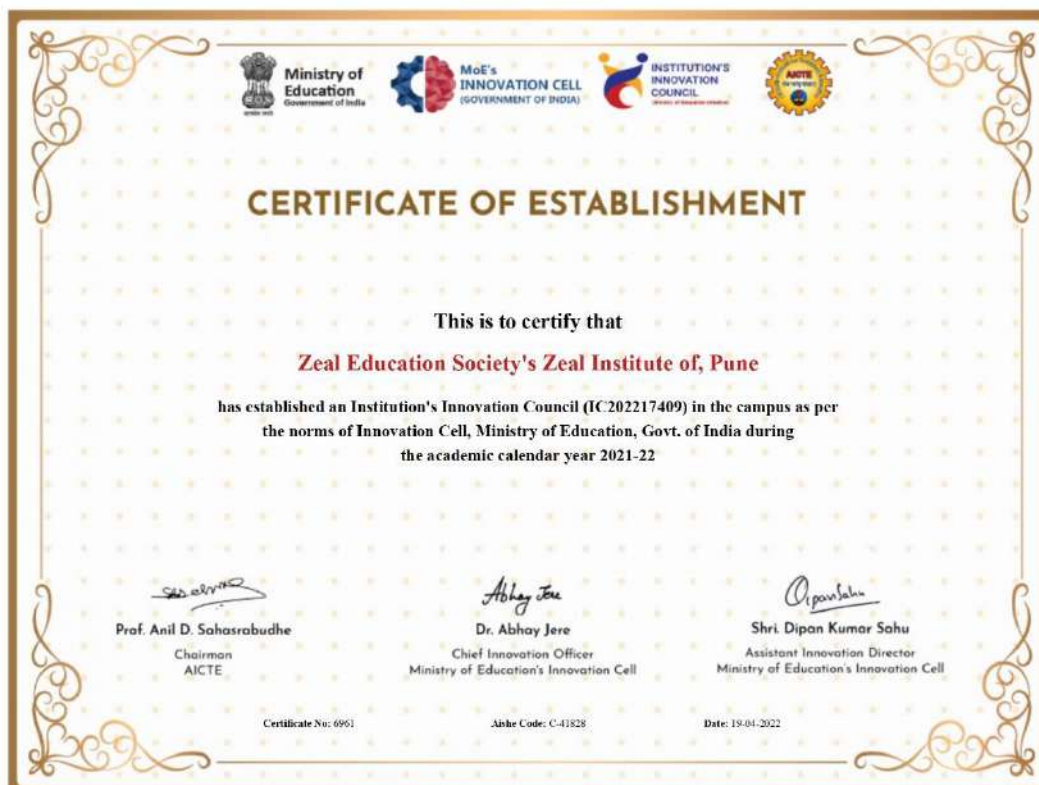 Ministry of
Education
Government of India
MoE's
INNOVATION CELL
(GOVERNMENT OF INDIA)
INSTITUTION'S
INNOVATION
COUNCIL
AICTE
CERTIFICATE OF ESTABLISHMENT
This is to certify that
Zeal Education Society's Zeal Institute of, Pune
has established an Institution's Innovation Council (IC202217409) in the campus as per
the norms of Innovation Cell, Ministry of Education, Govt. of India during
the academic calendar year 2021-22
Abhay Jere
DipanSahu
Prof. Anil D. Sahasrabudhe
Dr. Abhay Jere
Shri. Dipan Kumar Sahu
Chairman
Chief Innovation Officer
Assistant Innovation Director
AICTE
Ministry of Education's Innovation Cell
Ministry of Education's Innovation Cell
Certificate No: 6961
Aishe Code: C-41828
Date: 19-04-2022